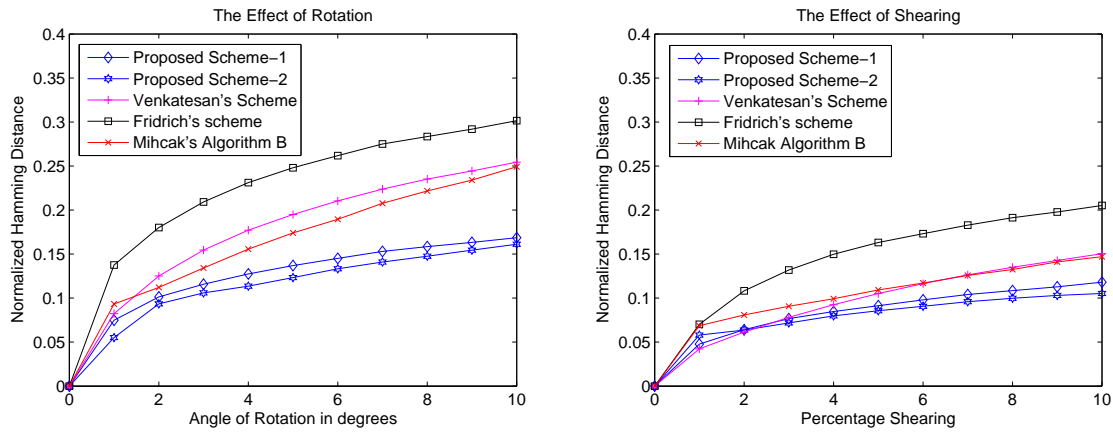 The Effect of Rotation
0.4
0.35
0.3
0.25
0.2
0.15
0.1
0.05
0
Normalized Hamming Distance
Proposed Scheme−1
Proposed Scheme−2
Venkatesan's Scheme
Fridrich's scheme
Mihcak's Algorithm B
0 2 4 6 8 10
Angle of Rotation in degrees
The Effect of Shearing
0.4
0.35
0.3
0.25
0.2
0.15
0.1
0.05
0
Normalized Hamming Distance
Proposed Scheme−1
Proposed Scheme−2
Venkatesan's Scheme
Fridrich's scheme
Mihcak Algorithm B
0 2 4 6 8 10
Percentage Shearing